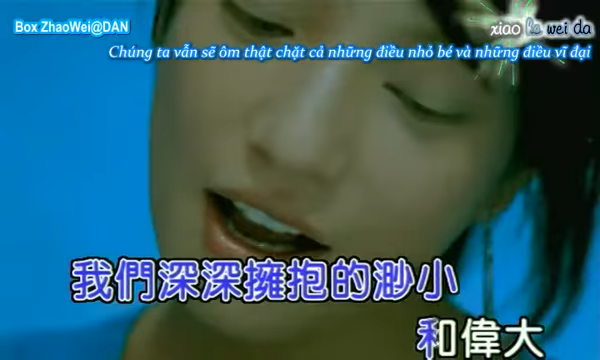 Box ZhaoWei@DAN
xiao he wei da
Chúng ta vẫn sẽ ôm thật chặt cả những điều nhỏ bé và những điều vĩ đại
我們深深擁抱的渺小
和偉大